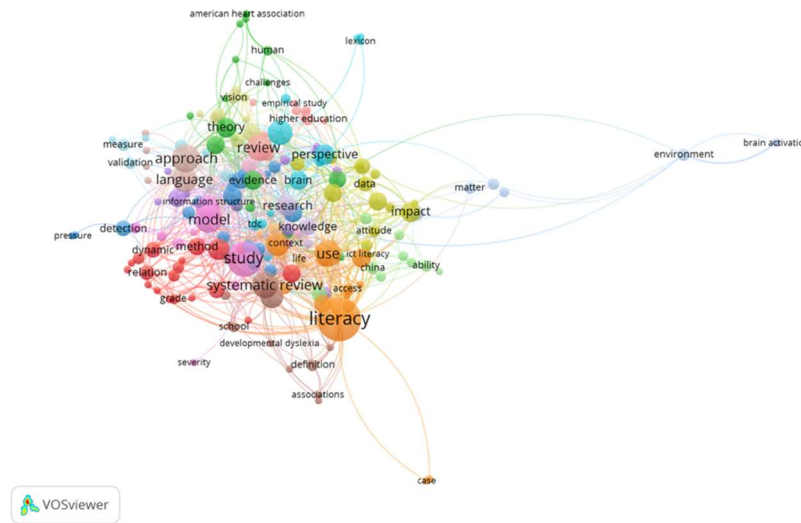 american heart association
lexicon
human
challenges
vision
empirical study
higher education
theory
measure
review
perspective
approach
validation
environment
brain activatio
language
evidence
brain
data
matter
information structure
research
impact
model
tdc
knowledge
attitude
pressure
detection
context
dynamic
method
study
life
use
ict literacy
china
ability
relation
systematic review
access
grade
literacy
school
developmental dyslexia
severity
definition
associations
case
VOSviewer